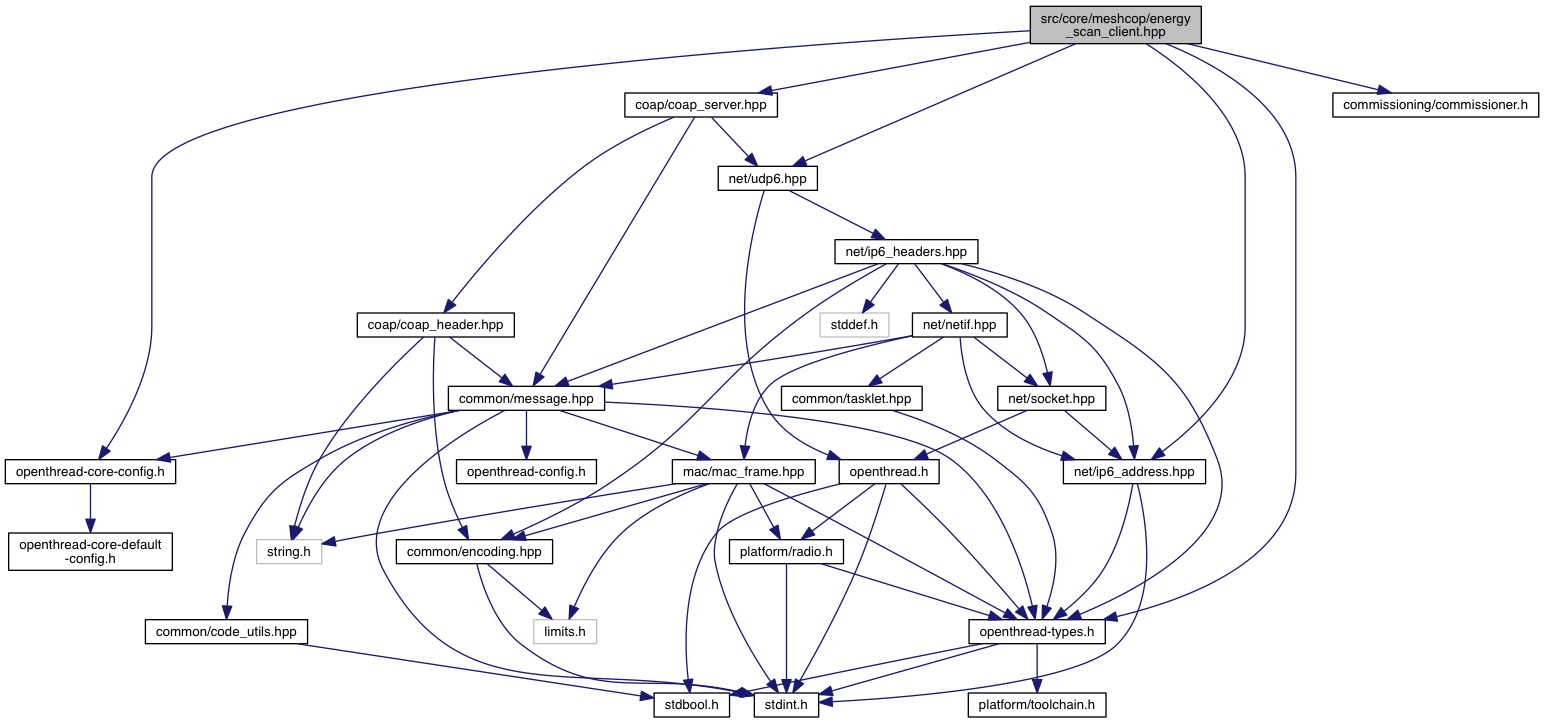 src/core/meshcop/energy
_scan_client.hpp
coap/coap_server.hpp
commissioning/commissioner.h
net/udp6.hpp
net/ip6_headers.hpp
coap/coap_header.hpp
stddef.h
net/netif.hpp
common/message.hpp
common/tasklet.hpp
net/socket.hpp
openthread-core-config.h
openthread-config.h
mac/mac_frame.hpp
openthread.h
net/ip6_address.hpp
openthread-core-default
-config.h
string.h
common/encoding.hpp
platform/radio.h
common/code_utils.hpp
limits.h
openthread-types.h
stdbool.h
stdint.h
platform/toolchain.h